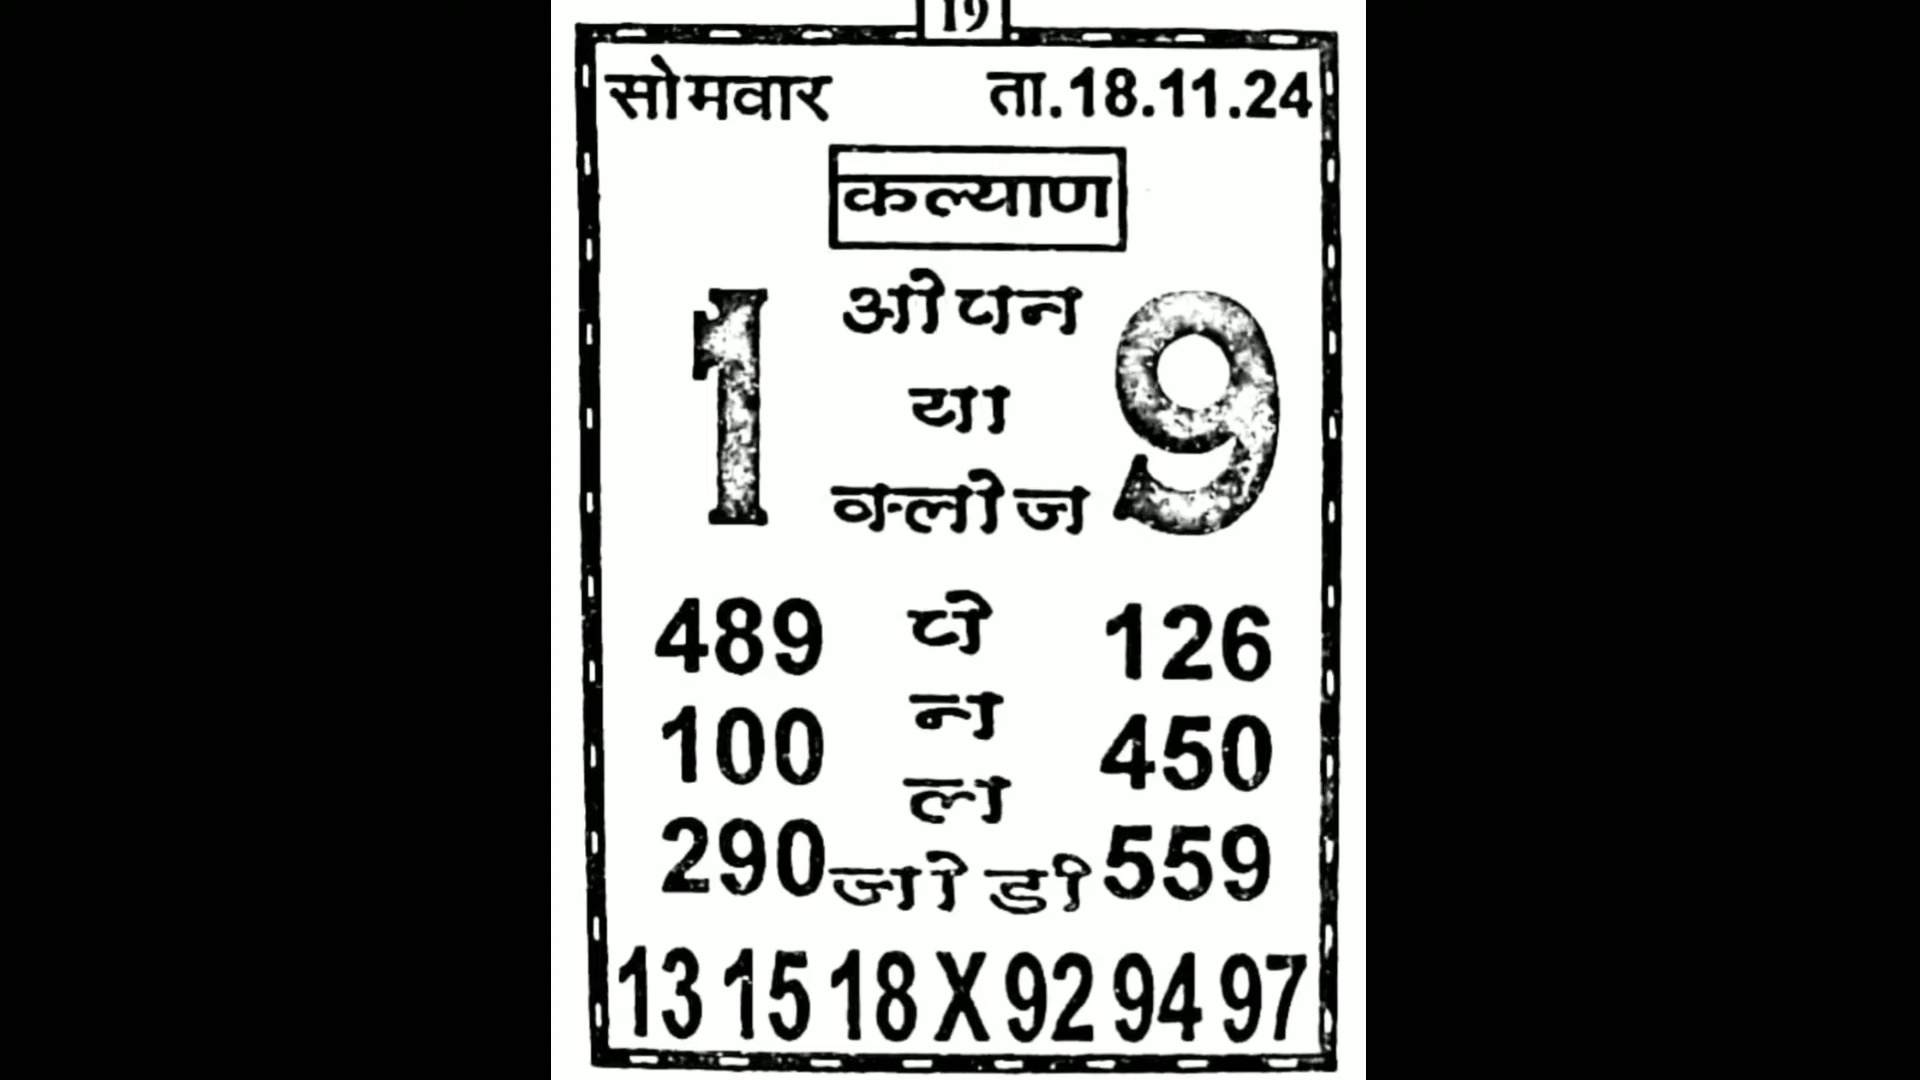 19
सोमवार ता.18.11.24
कल्याण
1 ओपन 9
या
क्लोज
489 पे 126
100 न 450
ल
290 जोडी 559
13 15 18 X 92 94 97